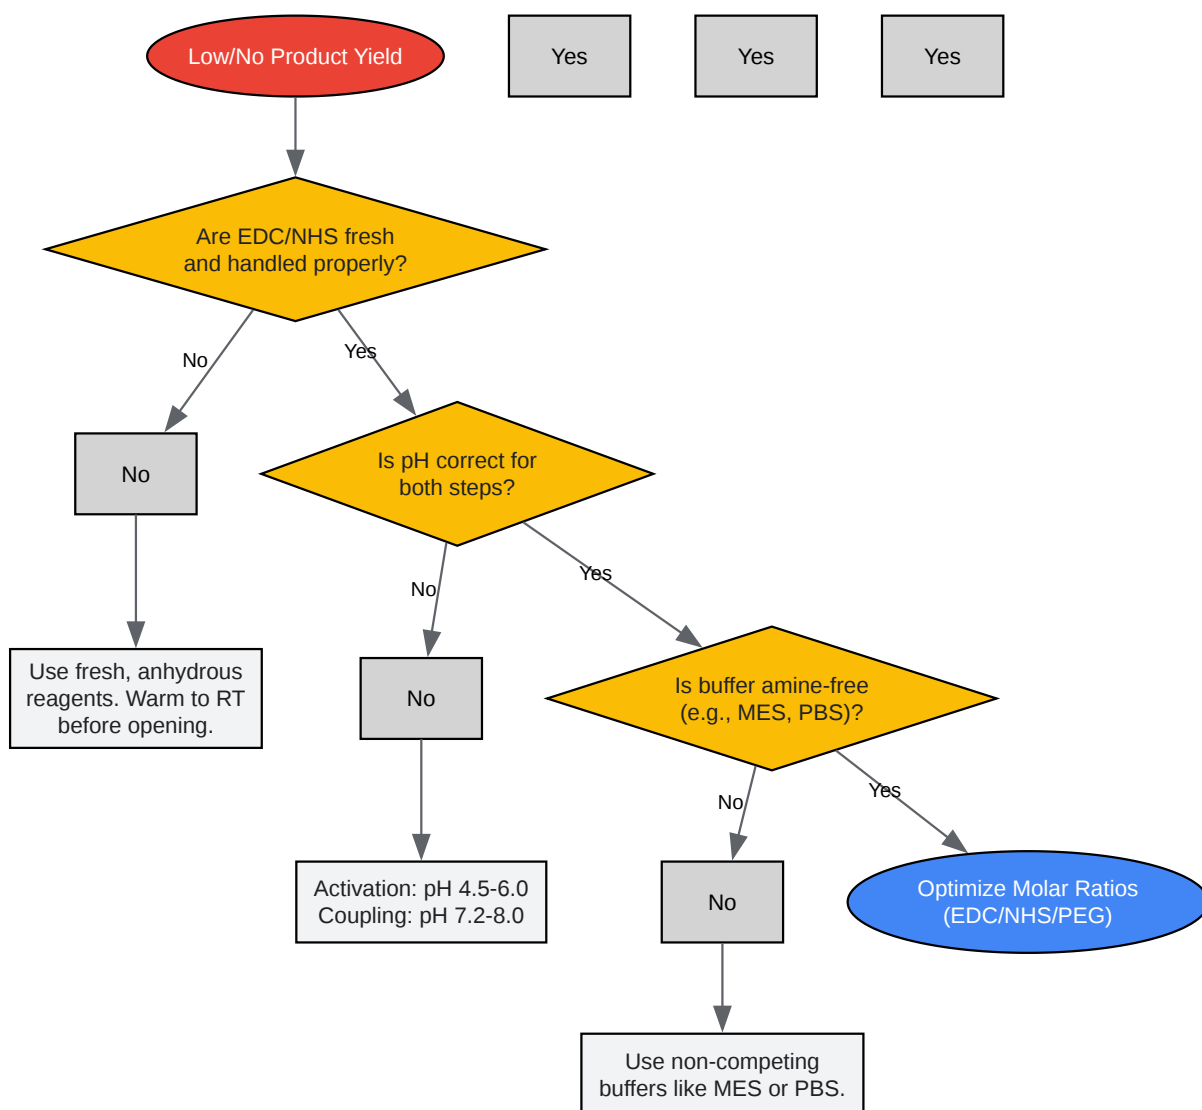 Low/No Product Yield
Yes
Yes
Yes
Are EDC/NHS fresh
and handled properly?
No
Yes
No
Is pH correct for
both steps?
No
Yes
Use fresh, anhydrous
reagents. Warm to RT
before opening.
No
Is buffer amine-free
(e.g., MES, PBS)?
No
Yes
Activation: pH 4.5-6.0
Coupling: pH 7.2-8.0
No
Optimize Molar Ratios
(EDC/NHS/PEG)
Use non-competing
buffers like MES or PBS.